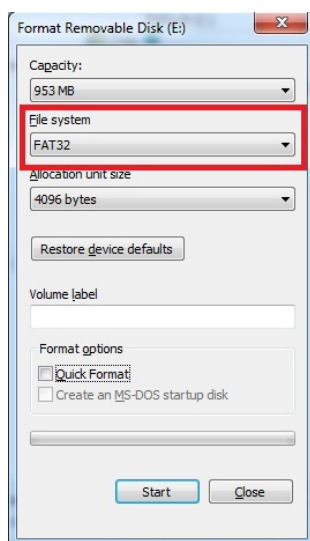 Format Removable Disk (E:)
Capacity:
953 MB
File system
FAT32
Allocation unit size
4096 bytes
Restore device defaults
Volume label
Format options
Quick Format
Create an MS-DOS startup disk
Start Close